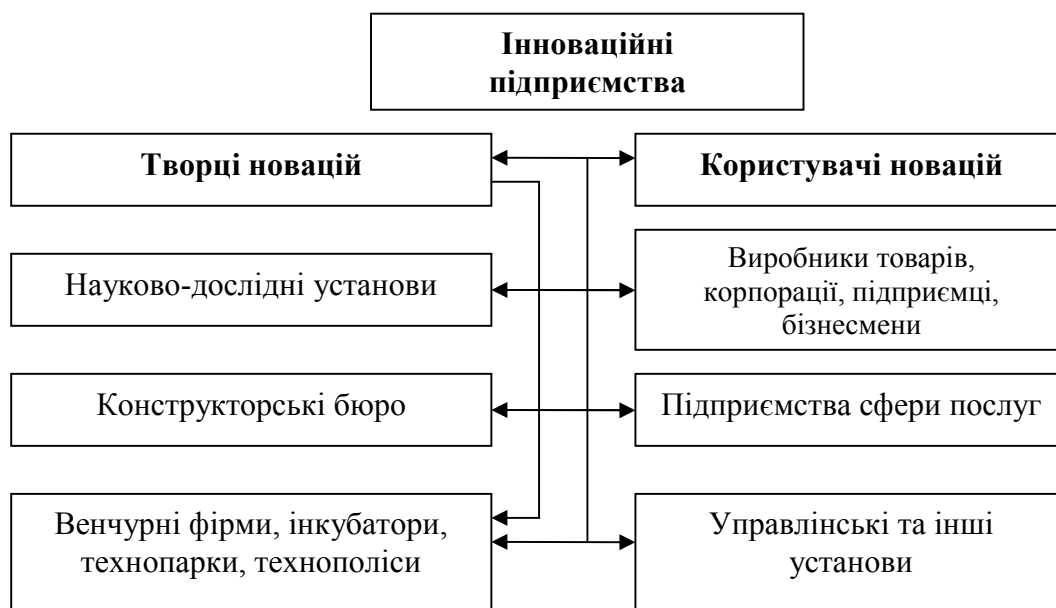 Інноваційні
підприємства
Творці новацій
Користувачі новацій
Науково-дослідні установи
Виробники товарів,
корпорації, підприємці,
бізнесмени
Конструкторські бюро
Підприємства сфери послуг
Венчурні фірми, інкубатори,
технопарки, технополіси
Управлінські та інші
установи